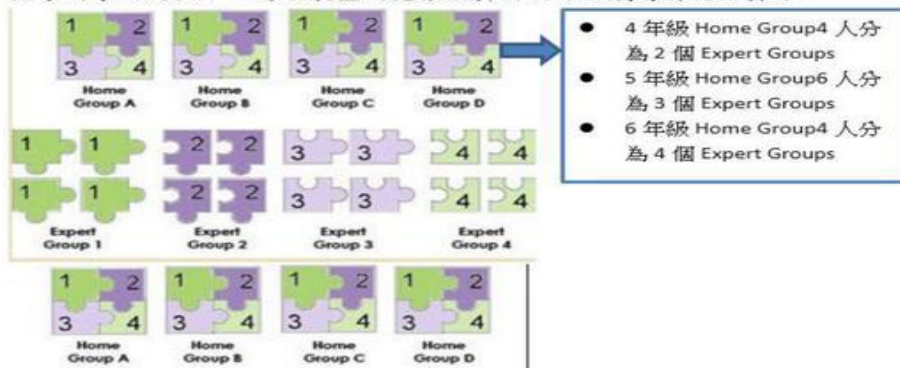 1 2 1 2 1 2 1 2
3 4 3 4 3 4 3 4
Home Group A
Home Group B
Home Group C
Home Group D
● 4 年級 Home Group4 人分
為 2 個 Expert Groups
● 5 年級 Home Group6 人分
為 3 個 Expert Groups
● 6 年級 Home Group4 人分
為 4 個 Expert Groups
1 1 2 2 3 3 4 4
1 1 2 2 3 3 4 4
Expert Group 1
Expert Group 2
Expert Group 3
Expert Group 4
1 2 1 2 1 2 1 2
3 4 3 4 3 4 3 4
Home Group A
Home Group B
Home Group C
Home Group D